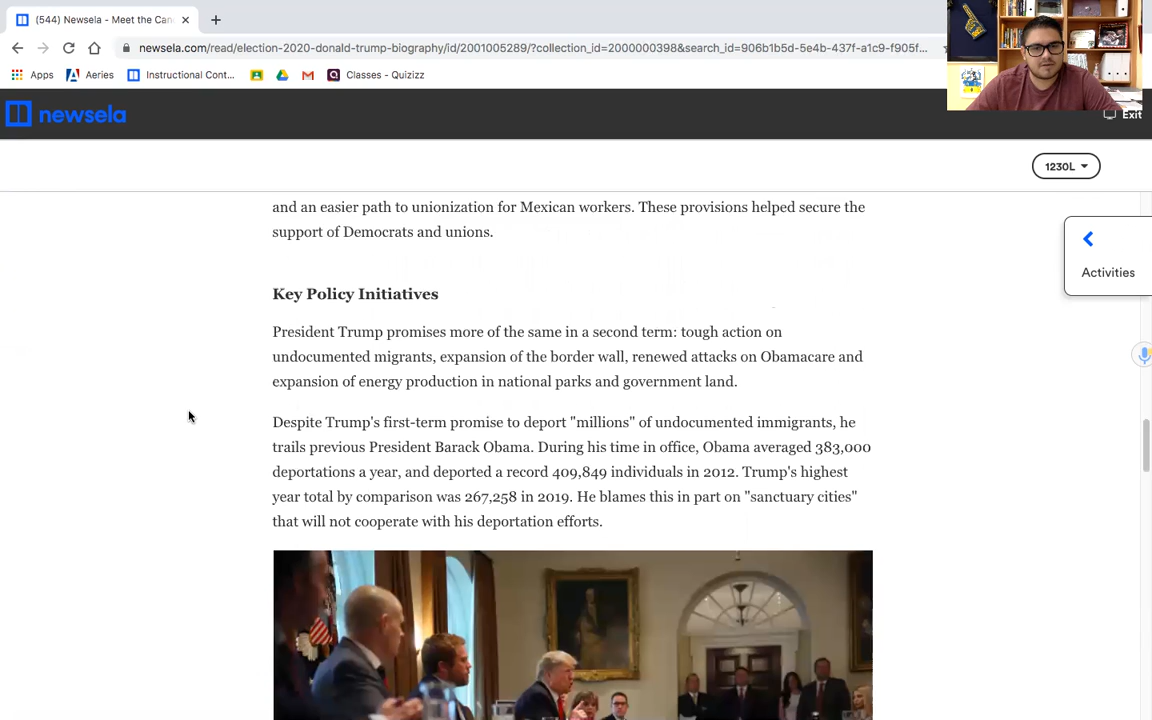 (544) Newsela - Meet the Can
newsela.com/read/election-2020-donald-trump-biography/id/2001005289/?collection_id=2000000398&search_id=906b1b5d-5e4b-437f-a1c9-f905f...
Apps Aeries Instructional Cont... Classes - Quizizz
newsela
Exit
1230L
and an easier path to unionization for Mexican workers. These provisions helped secure the
support of Democrats and unions.
Activities
Key Policy Initiatives
President Trump promises more of the same in a second term: tough action on
undocumented migrants, expansion of the border wall, renewed attacks on Obamacare and
expansion of energy production in national parks and government land.
Despite Trump's first-term promise to deport "millions" of undocumented immigrants, he
trails previous President Barack Obama. During his time in office, Obama averaged 383,000
deportations a year, and deported a record 409,849 individuals in 2012. Trump's highest
year total by comparison was 267,258 in 2019. He blames this in part on "sanctuary cities"
that will not cooperate with his deportation efforts.